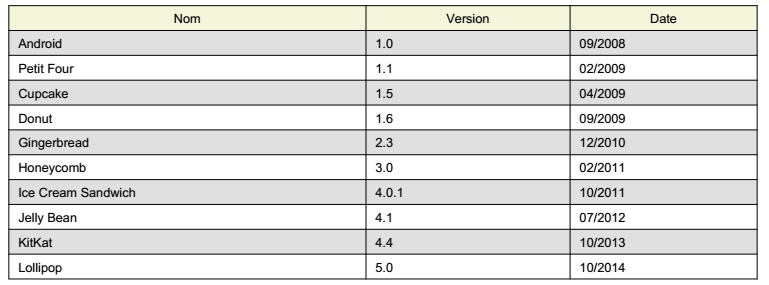 Nom Version Date
Android 1.0 09/2008
Petit Four 1.1 02/2009
Cupcake 1.5 04/2009
Donut 1.6 09/2009
Gingerbread 2.3 12/2010
Honeycomb 3.0 02/2011
Ice Cream Sandwich 4.0.1 10/2011
Jelly Bean 4.1 07/2012
KitKat 4.4 10/2013
Lollipop 5.0 10/2014